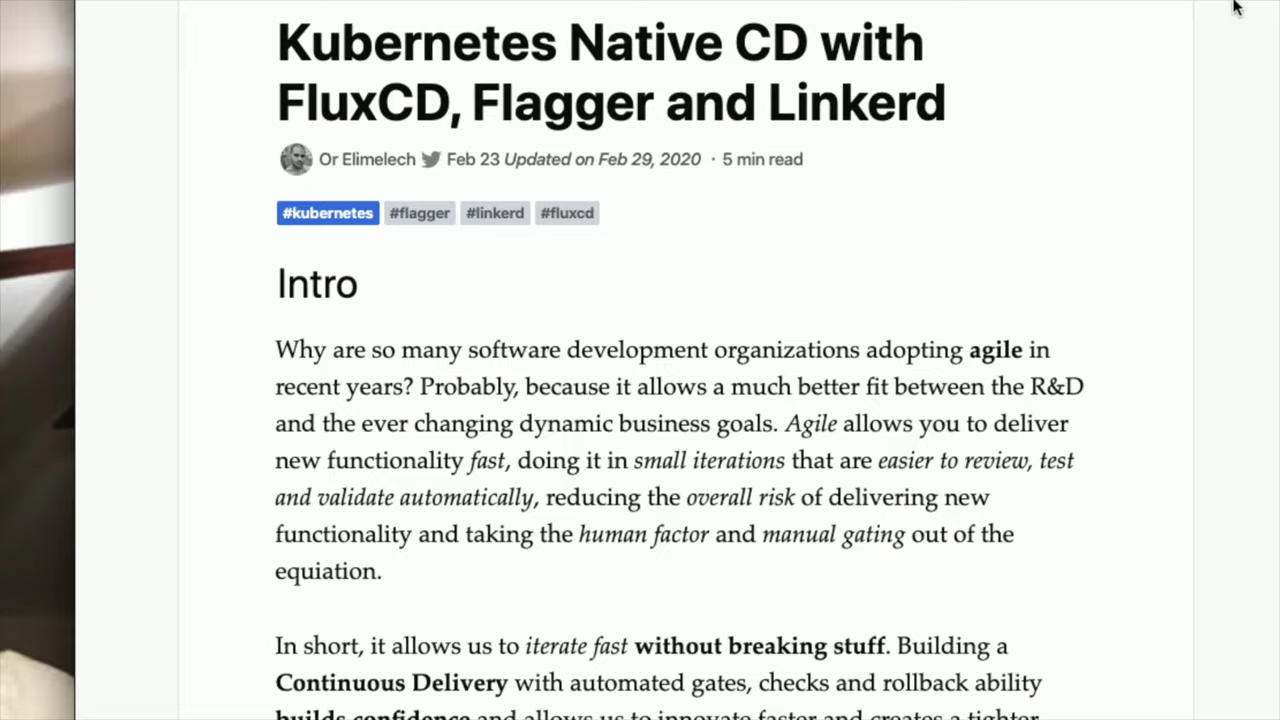 Kubernetes Native CD with
FluxCD, Flagger and Linkerd
Or Elimelech Feb 23 Updated on Feb 29, 2020 · 5 min read
#kubernetes #flagger #linkerd #fluxcd
Intro
Why are so many software development organizations adopting agile in
recent years? Probably, because it allows a much better fit between the R&D
and the ever changing dynamic business goals. Agile allows you to deliver
new functionality fast, doing it in small iterations that are easier to review, test
and validate automatically, reducing the overall risk of delivering new
functionality and taking the human factor and manual gating out of the
equiation.
In short, it allows us to iterate fast without breaking stuff. Building a
Continuous Delivery with automated gates, checks and rollback ability
builds confidence and allows us to innovate faster and creates a tighter